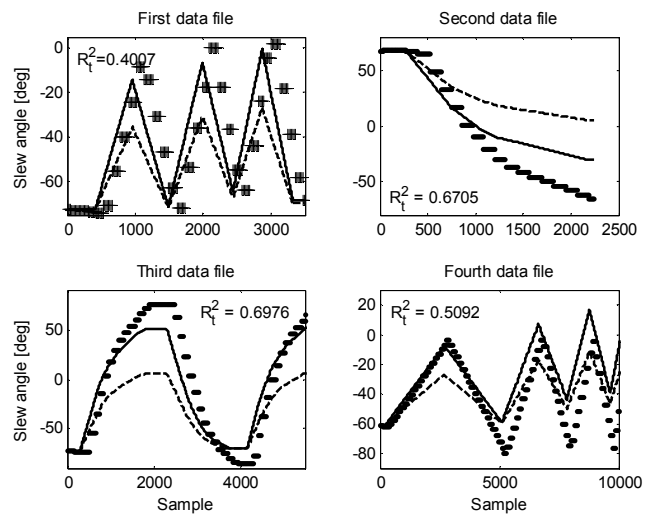 First data file
Second data file
Slew angle [deg]
0
-20
-40
-60
R_t^2=0.4007
0 1000 2000 3000
50
0
-50
R_t^2 = 0.6705
0 500 1000 1500 2000 2500
Third data file
Fourth data file
Slew angle [deg]
50
0
-50
R_t^2 = 0.6976
0 2000 4000
Sample
20
0
-20
-40
-60
-80
R_t^2 = 0.5092
0 5000 10000
Sample